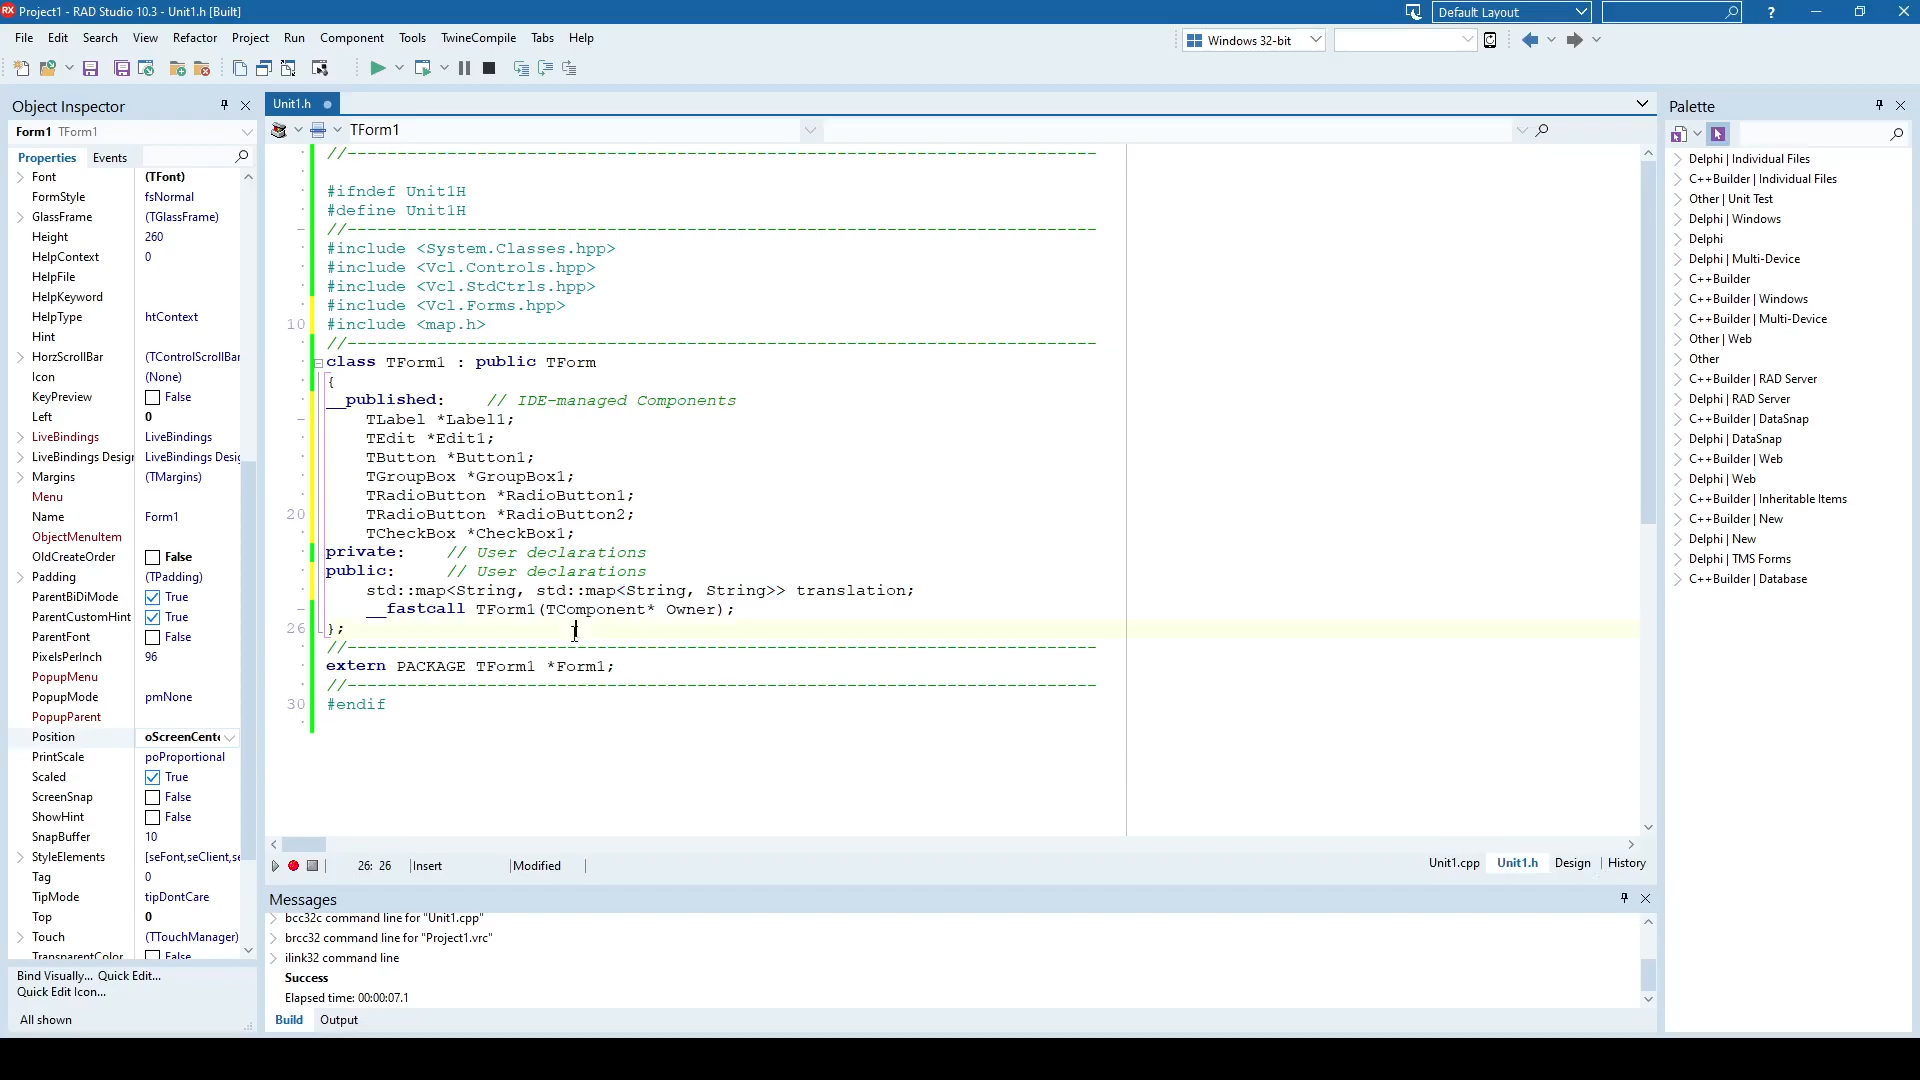 Project1 - RAD Studio 10.3 - Unit1.h [Built]
Default Layout
?
File Edit Search View Refactor Project Run Component Tools TwineCompile Tabs Help
Windows 32-bit
Object Inspector
Form1 TForm1
Properties Events
Font (TFont)
FormStyle fsNormal
GlassFrame (TGlassFrame)
Height 260
HelpContext 0
HelpFile
HelpKeyword
HelpType htContext
Hint
HorzScrollBar (TControlScrollBar
Icon (None)
KeyPreview False
Left 0
LiveBindings LiveBindings
LiveBindings Desigr LiveBindings Desig
Margins (TMargins)
Menu
Name Form1
ObjectMenuItem
OldCreateOrder False
Padding (TPadding)
ParentBiDiMode True
ParentCustomHint True
ParentFont False
PixelsPerInch 96
PopupMenu
PopupMode pmNone
PopupParent
Position oScreenCente
PrintScale poProportional
Scaled True
ScreenSnap False
ShowHint False
SnapBuffer 10
StyleElements [seFont,seClient,se
Tag 0
TipMode tipDontCare
Top 0
Touch (TTouchManager)
TransparentColor False
Bind Visually... Quick Edit...
Quick Edit Icon...
All shown
Unit1.h
TForm1
//---------------------------------------------------------------------------
#ifndef Unit1H
#define Unit1H
//---------------------------------------------------------------------------
#include <System.Classes.hpp>
#include <Vcl.Controls.hpp>
#include <Vcl.StdCtrls.hpp>
#include <Vcl.Forms.hpp>
10 #include <map.h>
//---------------------------------------------------------------------------
class TForm1 : public TForm
{
__published: // IDE-managed Components
TLabel *Label1;
TEdit *Edit1;
TButton *Button1;
TGroupBox *GroupBox1;
TRadioButton *RadioButton1;
20 TRadioButton *RadioButton2;
TCheckBox *CheckBox1;
private: // User declarations
public: // User declarations
std::map<String, std::map<String, String>> translation;
__fastcall TForm1(TComponent* Owner);
26 };
//---------------------------------------------------------------------------
extern PACKAGE TForm1 *Form1;
//---------------------------------------------------------------------------
30 #endif
26: 26 Insert Modified
Unit1.cpp Unit1.h Design History
Messages
bcc32c command line for "Unit1.cpp"
brcc32 command line for "Project1.vrc"
ilink32 command line
Success
Elapsed time: 00:00:07.1
Build Output
Palette
Delphi | Individual Files
C++Builder | Individual Files
Other | Unit Test
Delphi | Windows
Delphi
Delphi | Multi-Device
C++Builder
C++Builder | Windows
C++Builder | Multi-Device
Other | Web
Other
C++Builder | RAD Server
Delphi | RAD Server
C++Builder | DataSnap
Delphi | DataSnap
C++Builder | Web
Delphi | Web
C++Builder | Inheritable Items
C++Builder | New
Delphi | New
Delphi | TMS Forms
C++Builder | Database